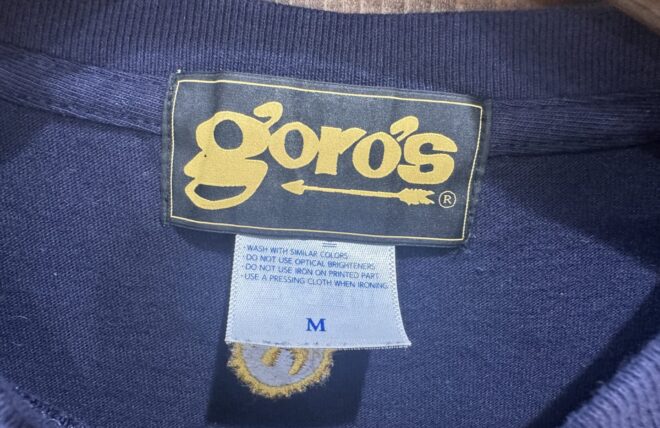 goro's
®
·WASH WITH SIMILAR COLORS
·DO NOT USE OPTICAL BRIGHTENERS
·DO NOT USE IRON ON PRINTED PART
·USE A PRESSING CLOTH WHEN IRONING
M